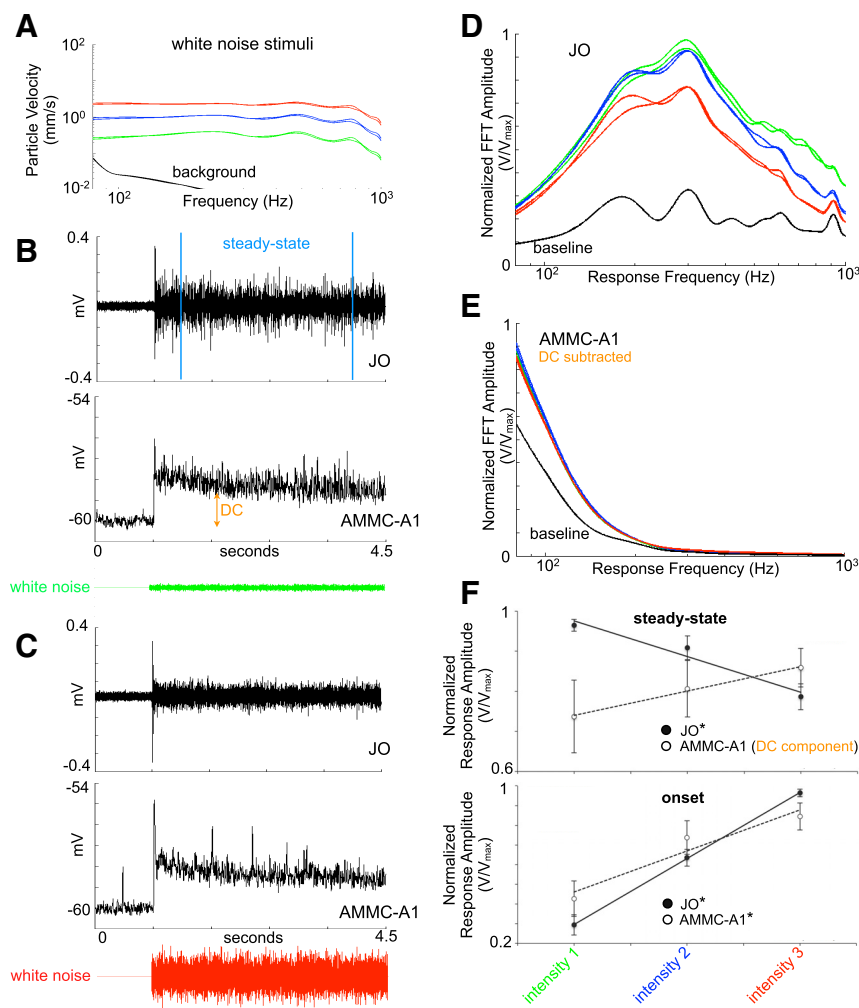 A
white noise stimuli
10²
10⁰
10⁻²
Particle Velocity
(mm/s)
background
10²
10³
Frequency (Hz)
B
0.4
mV
-0.4
steady-state
JO
-54
mV
-60
DC
AMMC-A1
0
seconds
4.5
white noise
C
0.4
mV
-0.4
JO
-54
mV
-60
AMMC-A1
0
seconds
4.5
white noise
D
1
JO
Normalized FFT Amplitude
(V/Vmax)
baseline
0
10²
Response Frequency (Hz)
10³
E
1
AMMC-A1
DC subtracted
Normalized FFT Amplitude
(V/Vmax)
baseline
0
10²
Response Frequency (Hz)
10³
F
1
steady-state
Normalized
Response Amplitude
(V/Vmax)
JO*
AMMC-A1 (DC component)
0.6
1
onset
Normalized
Response Amplitude
(V/Vmax)
JO*
AMMC-A1*
0.2
intensity 1
intensity 2
intensity 3